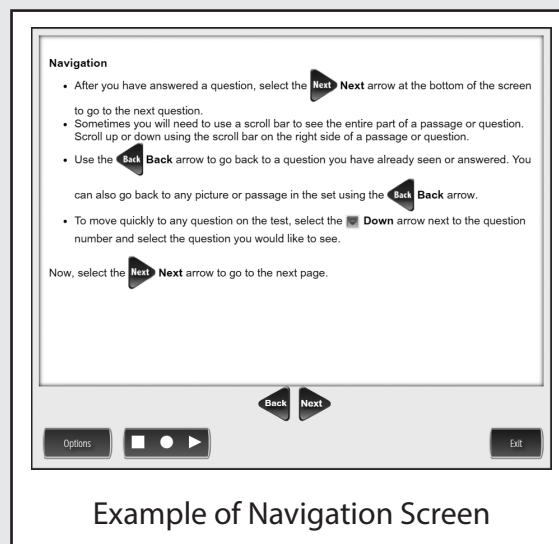 Navigation
• After you have answered a question, select the Next Next arrow at the bottom of the screen
to go to the next question.
• Sometimes you will need to use a scroll bar to see the entire part of a passage or question.
Scroll up or down using the scroll bar on the right side of a passage or question.
• Use the Back Back arrow to go back to a question you have already seen or answered. You
can also go back to any picture or passage in the set using the Back Back arrow.
• To move quickly to any question on the test, select the Down arrow next to the question
number and select the question you would like to see.
Now, select the Next Next arrow to go to the next page.
Back Next
Options Exit
Example of Navigation Screen